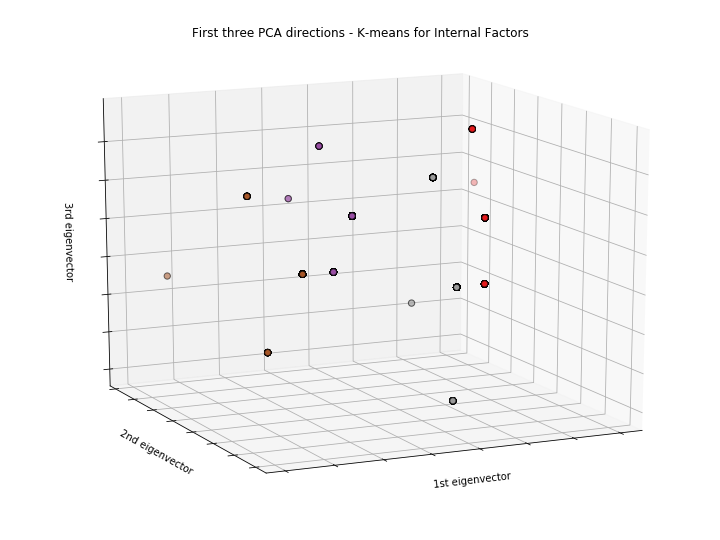 First three PCA directions - K-means for Internal Factors
3rd eigenvector
2nd eigenvector
1st eigenvector